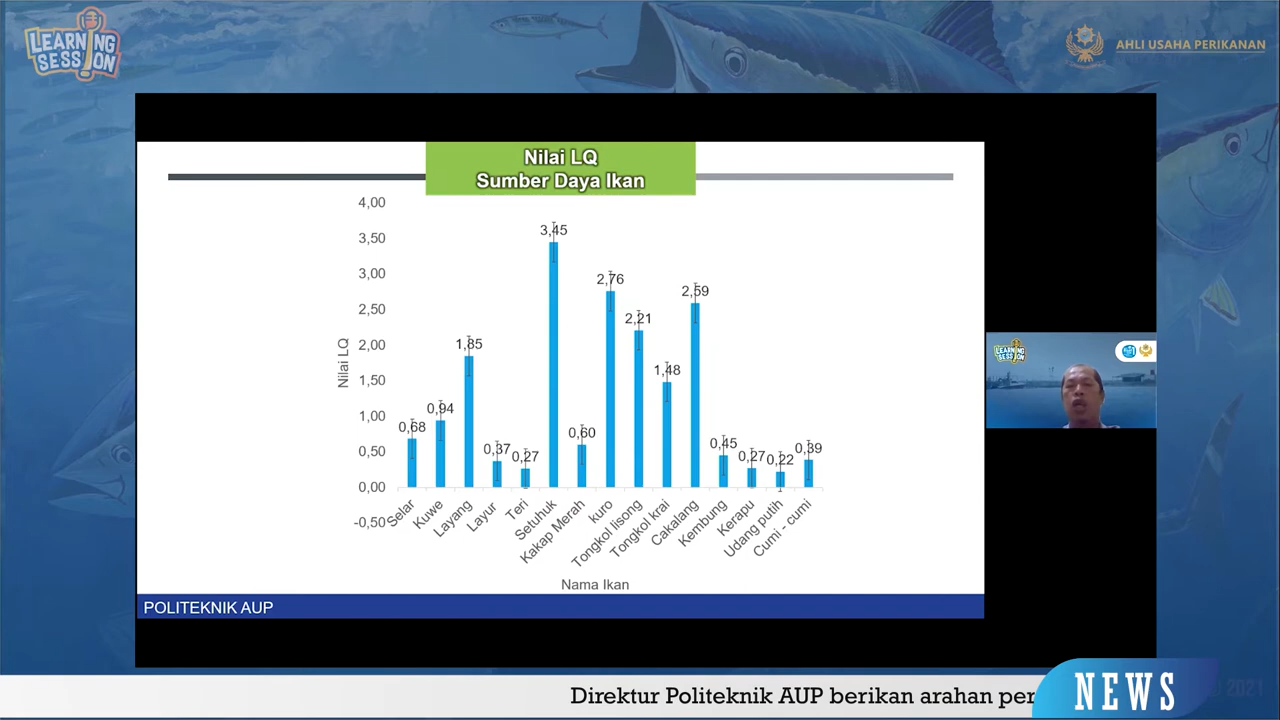 LEARNING
SESSION
AHLI USAHA PERIKANAN
Nilai LQ
Sumber Daya Ikan
4,00
3,50
3,00
2,50
2,00
1,50
1,00
0,50
0,00
-0,50
Nilai LQ
0,68
0,94
1,85
0,37
0,27
3,45
0,60
2,76
2,21
1,48
2,59
0,45
0,27
0,22
0,39
Selar
Kuwe
Layang
Layur
Teri
Setuhuk
Kakap Merah
kuro
Tongkol lisong
Tongkol krai
Cakalang
Kembung
Kerapu
Udang putih
Cumi - cumi
Nama Ikan
POLITEKNIK AUP
LEARNING
SESSION
Direktur Politeknik AUP berikan arahan per
NEWS
2021